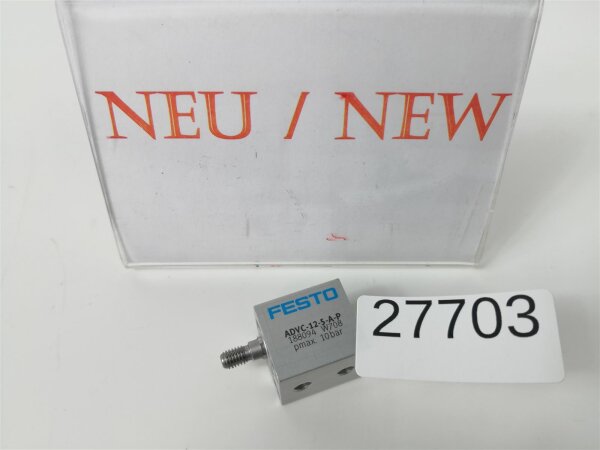 NEU / NEW
FESTO
ADVC-12-5-A-P
188094 W708
pmax. 10bar
27703